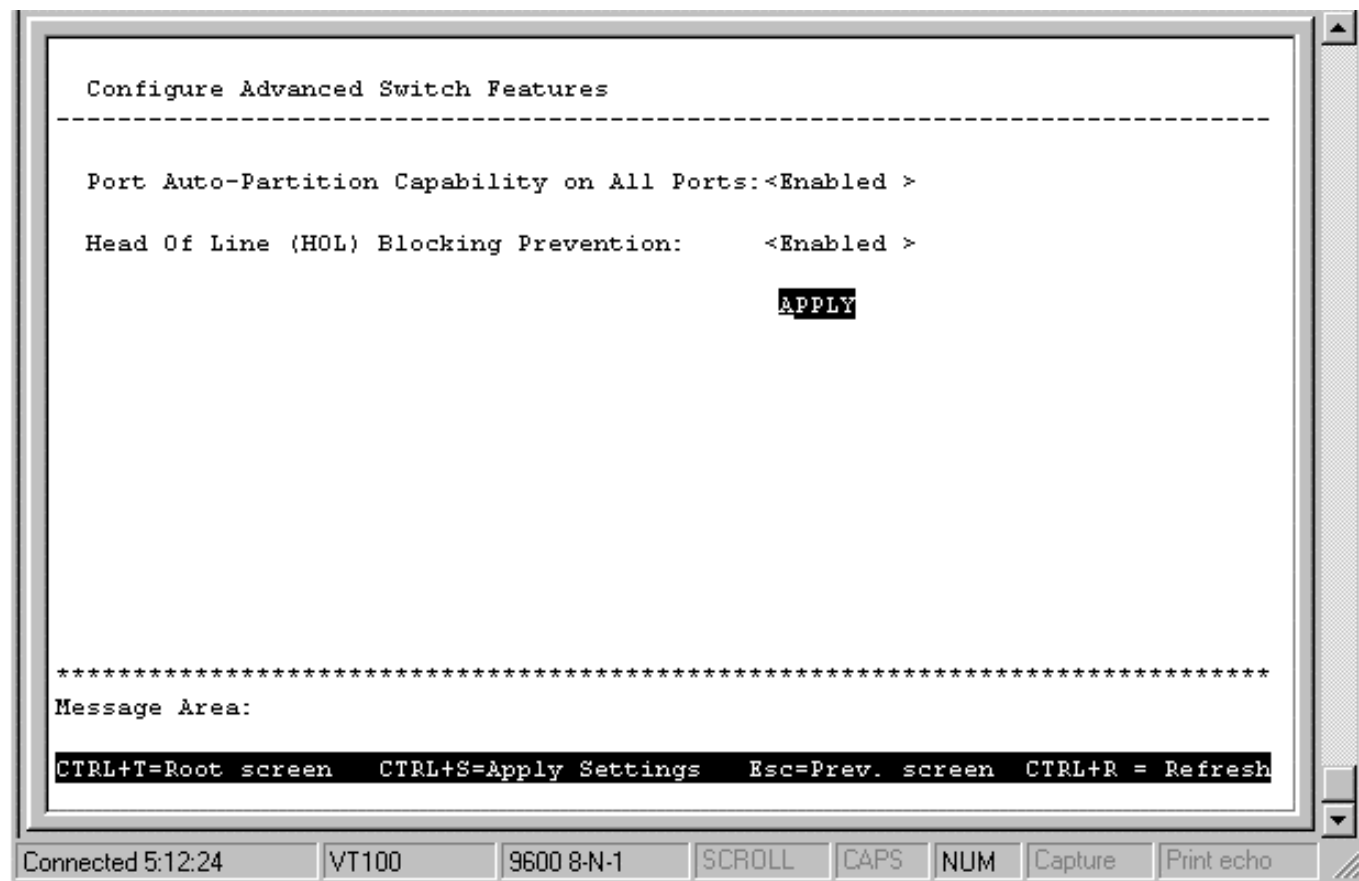 Configure Advanced Switch Features
-------------------------------------------------------------------------------
Port Auto-Partition Capability on All Ports:<Enabled >
Head Of Line (HOL) Blocking Prevention: <Enabled >
APPLY
*******************************************************************************
Message Area:
CTRL+T=Root screen CTRL+S=Apply Settings Esc=Prev. screen CTRL+R = Refresh
Connected 5:12:24 VT100 9600 8-N-1 SCROLL CAPS NUM Capture Print echo